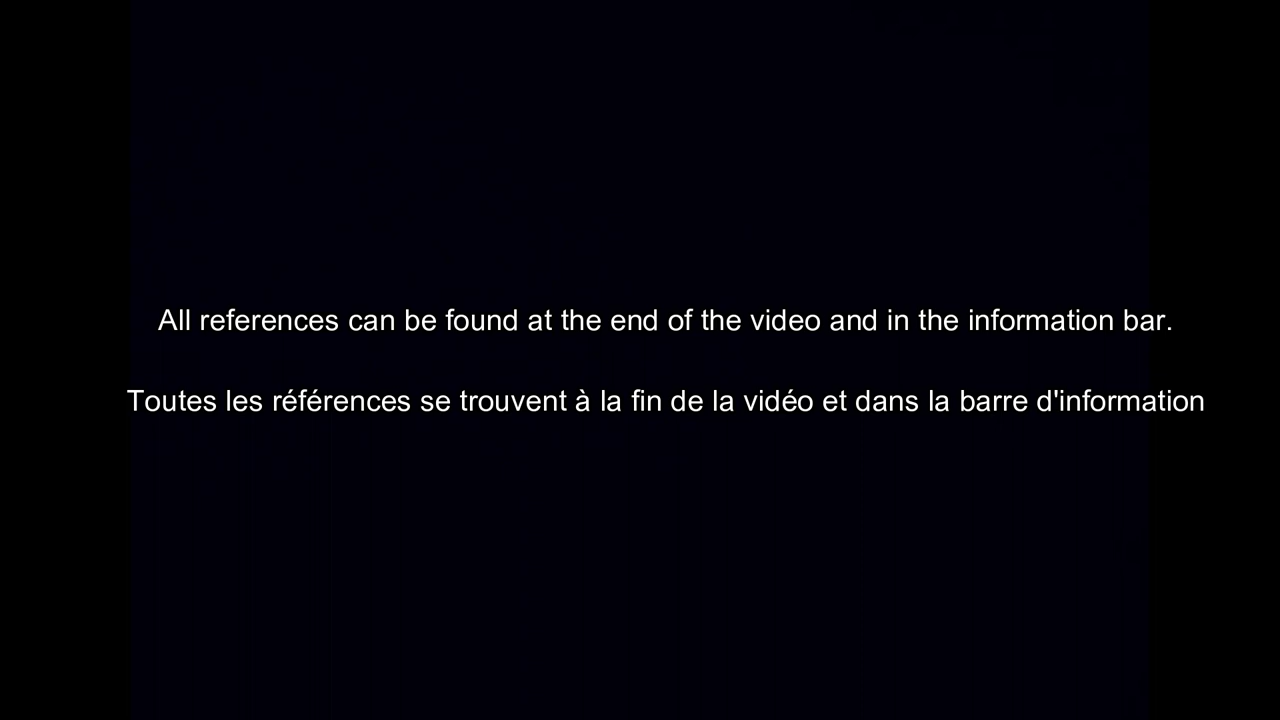 All references can be found at the end of the video and in the information bar.
Toutes les références se trouvent à la fin de la vidéo et dans la barre d'information